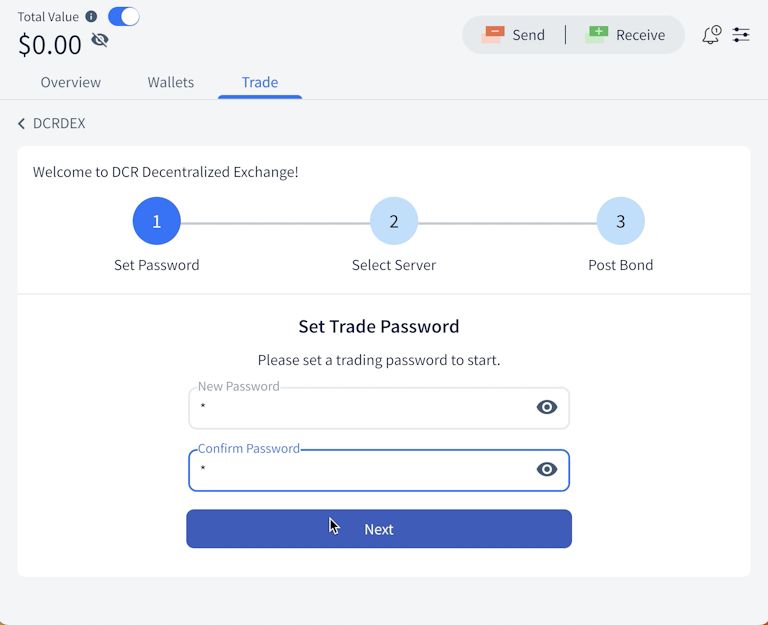 Total Value
$0.00
Send
Receive
1
Overview
Wallets
Trade
DCRDEX
Welcome to DCR Decentralized Exchange!
1
2
3
Set Password
Select Server
Post Bond
Set Trade Password
Please set a trading password to start.
New Password
*
Confirm Password
*
Next